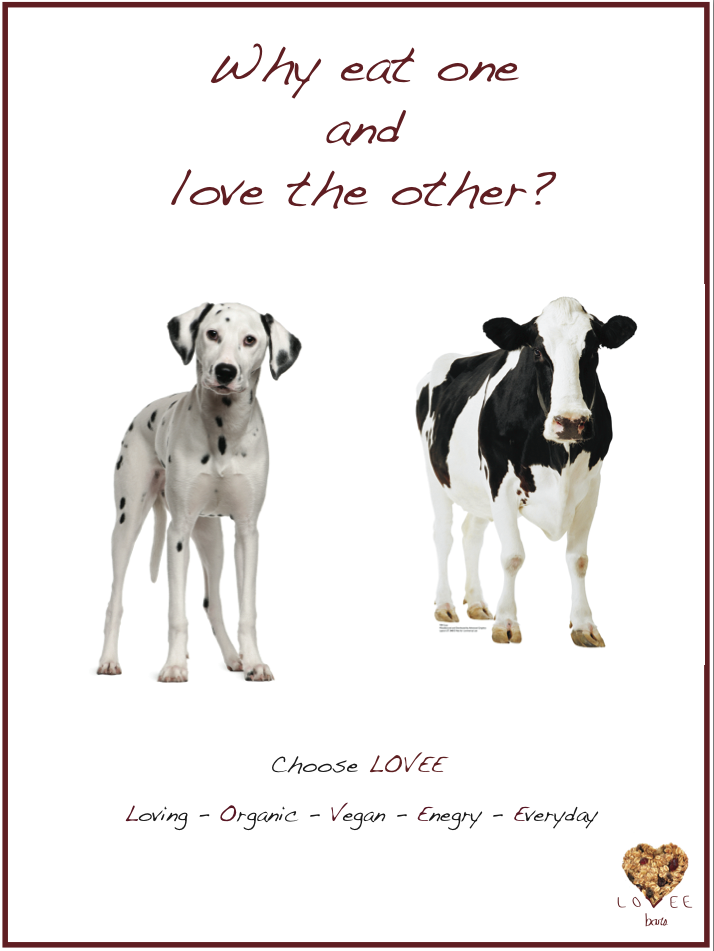 Why eat one
and
love the other?
Choose LOVEE
Loving - Organic - Vegan - Enegry - Everyday
LOVEE
bars